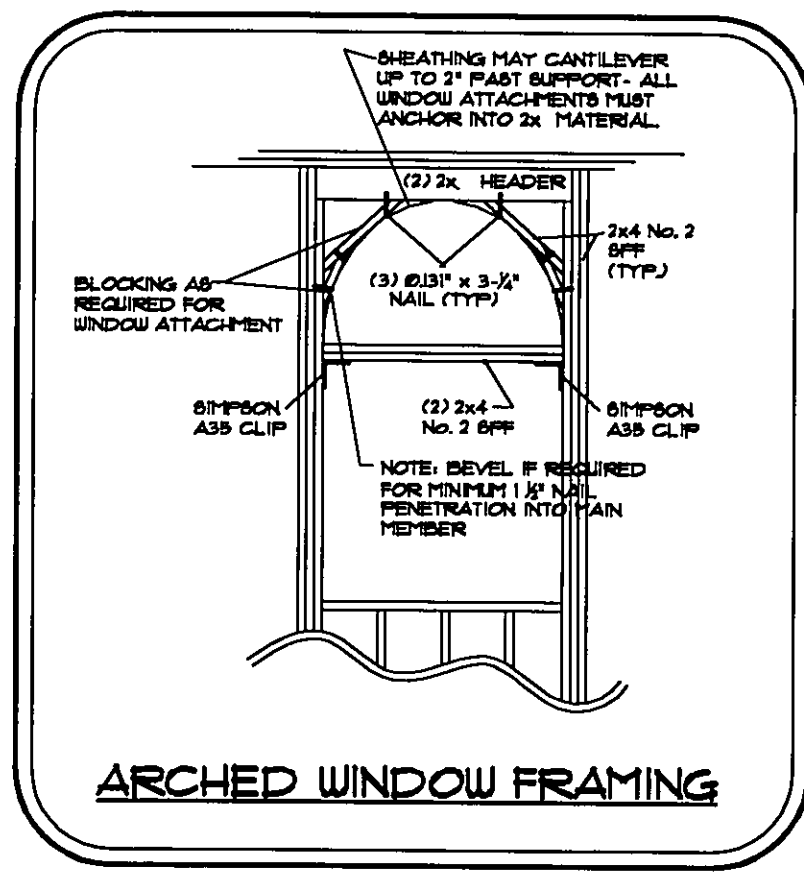 SHEATHING MAY CANTILEVER
UP TO 2" PAST SUPPORT- ALL
WINDOW ATTACHMENTS MUST
ANCHOR INTO 2x MATERIAL.
(2) 2x HEADER
2x4 No. 2
SPF
(TYP.)
BLOCKING AS
REQUIRED FOR
WINDOW ATTACHMENT
(3) 0.131" x 3-1/4"
NAIL (TYP)
SIMPSON
A35 CLIP
(2) 2x4
No. 2 SPF
SIMPSON
A35 CLIP
NOTE: BEVEL IF REQUIRED
FOR MINIMUM 1 1/2" NAIL
PENETRATION INTO MAIN
MEMBER
ARCHED WINDOW FRAMING